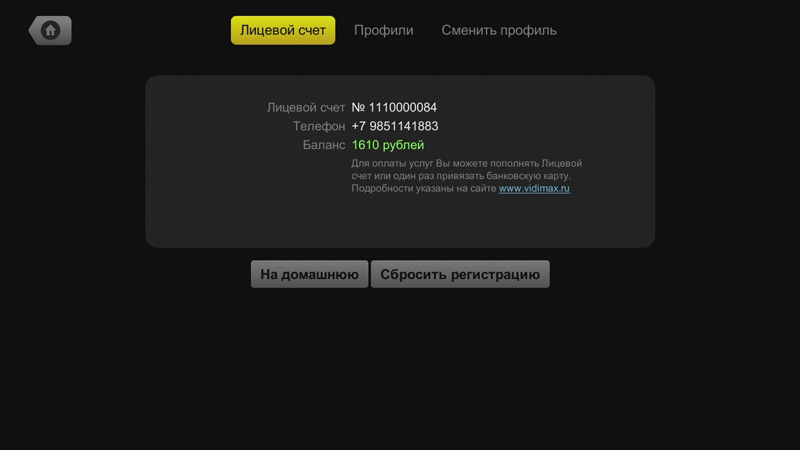 Лицевой счет Профили Сменить профиль
Лицевой счет № 1110000084
Телефон +7 9851141883
Баланс 1610 рублей
Для оплаты услуг Вы можете пополнять Лицевой
счет или один раз привязать банковскую карту.
Подробности указаны на сайте www.vidimax.ru
На домашнюю Сбросить регистрацию